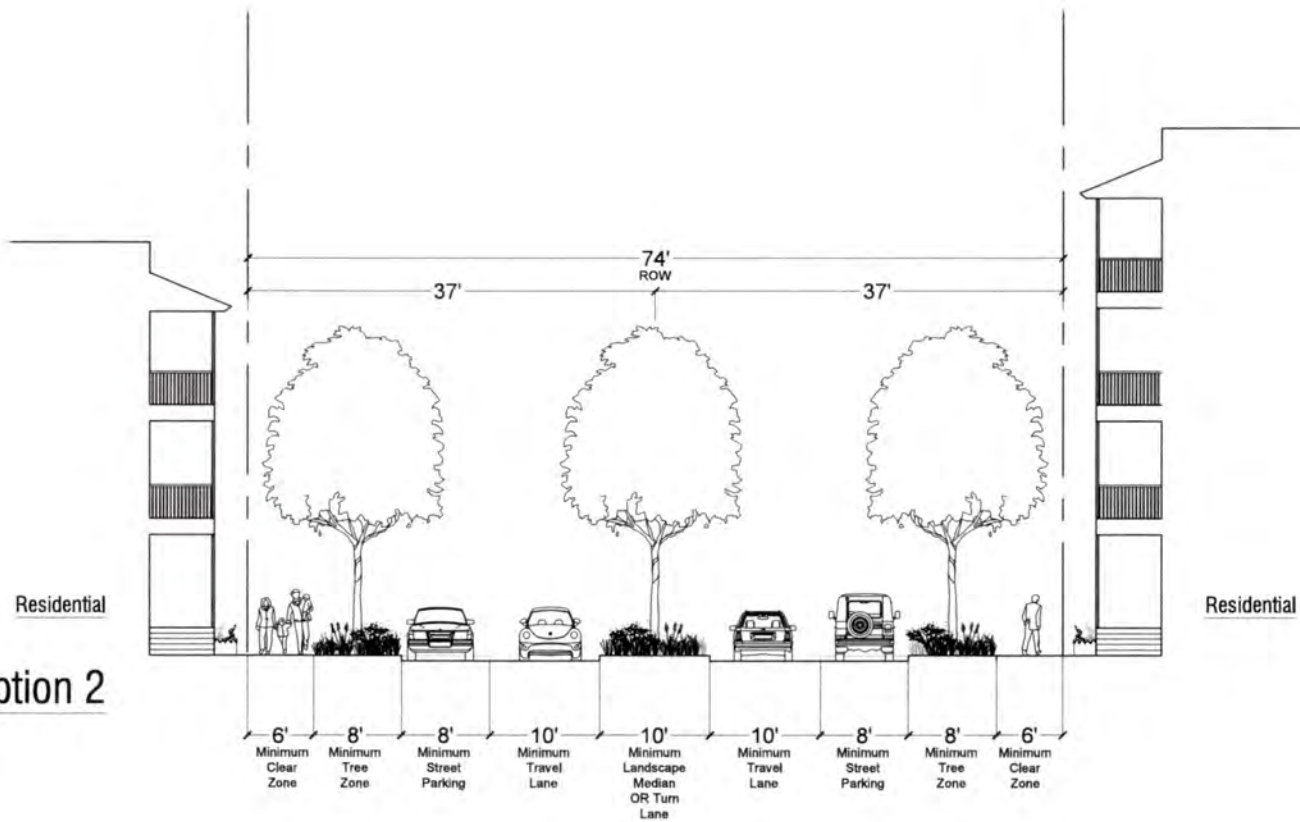 74'
ROW
37'
37'
Residential
Residential
ption 2
6'
Minimum
Clear
Zone
8'
Minimum
Tree
Zone
8'
Minimum
Street
Parking
10'
Minimum
Travel
Lane
10'
Minimum
Landscape
Median
OR Turn
Lane
10'
Minimum
Travel
Lane
8'
Minimum
Street
Parking
8'
Minimum
Tree
Zone
6'
Minimum
Clear
Zone